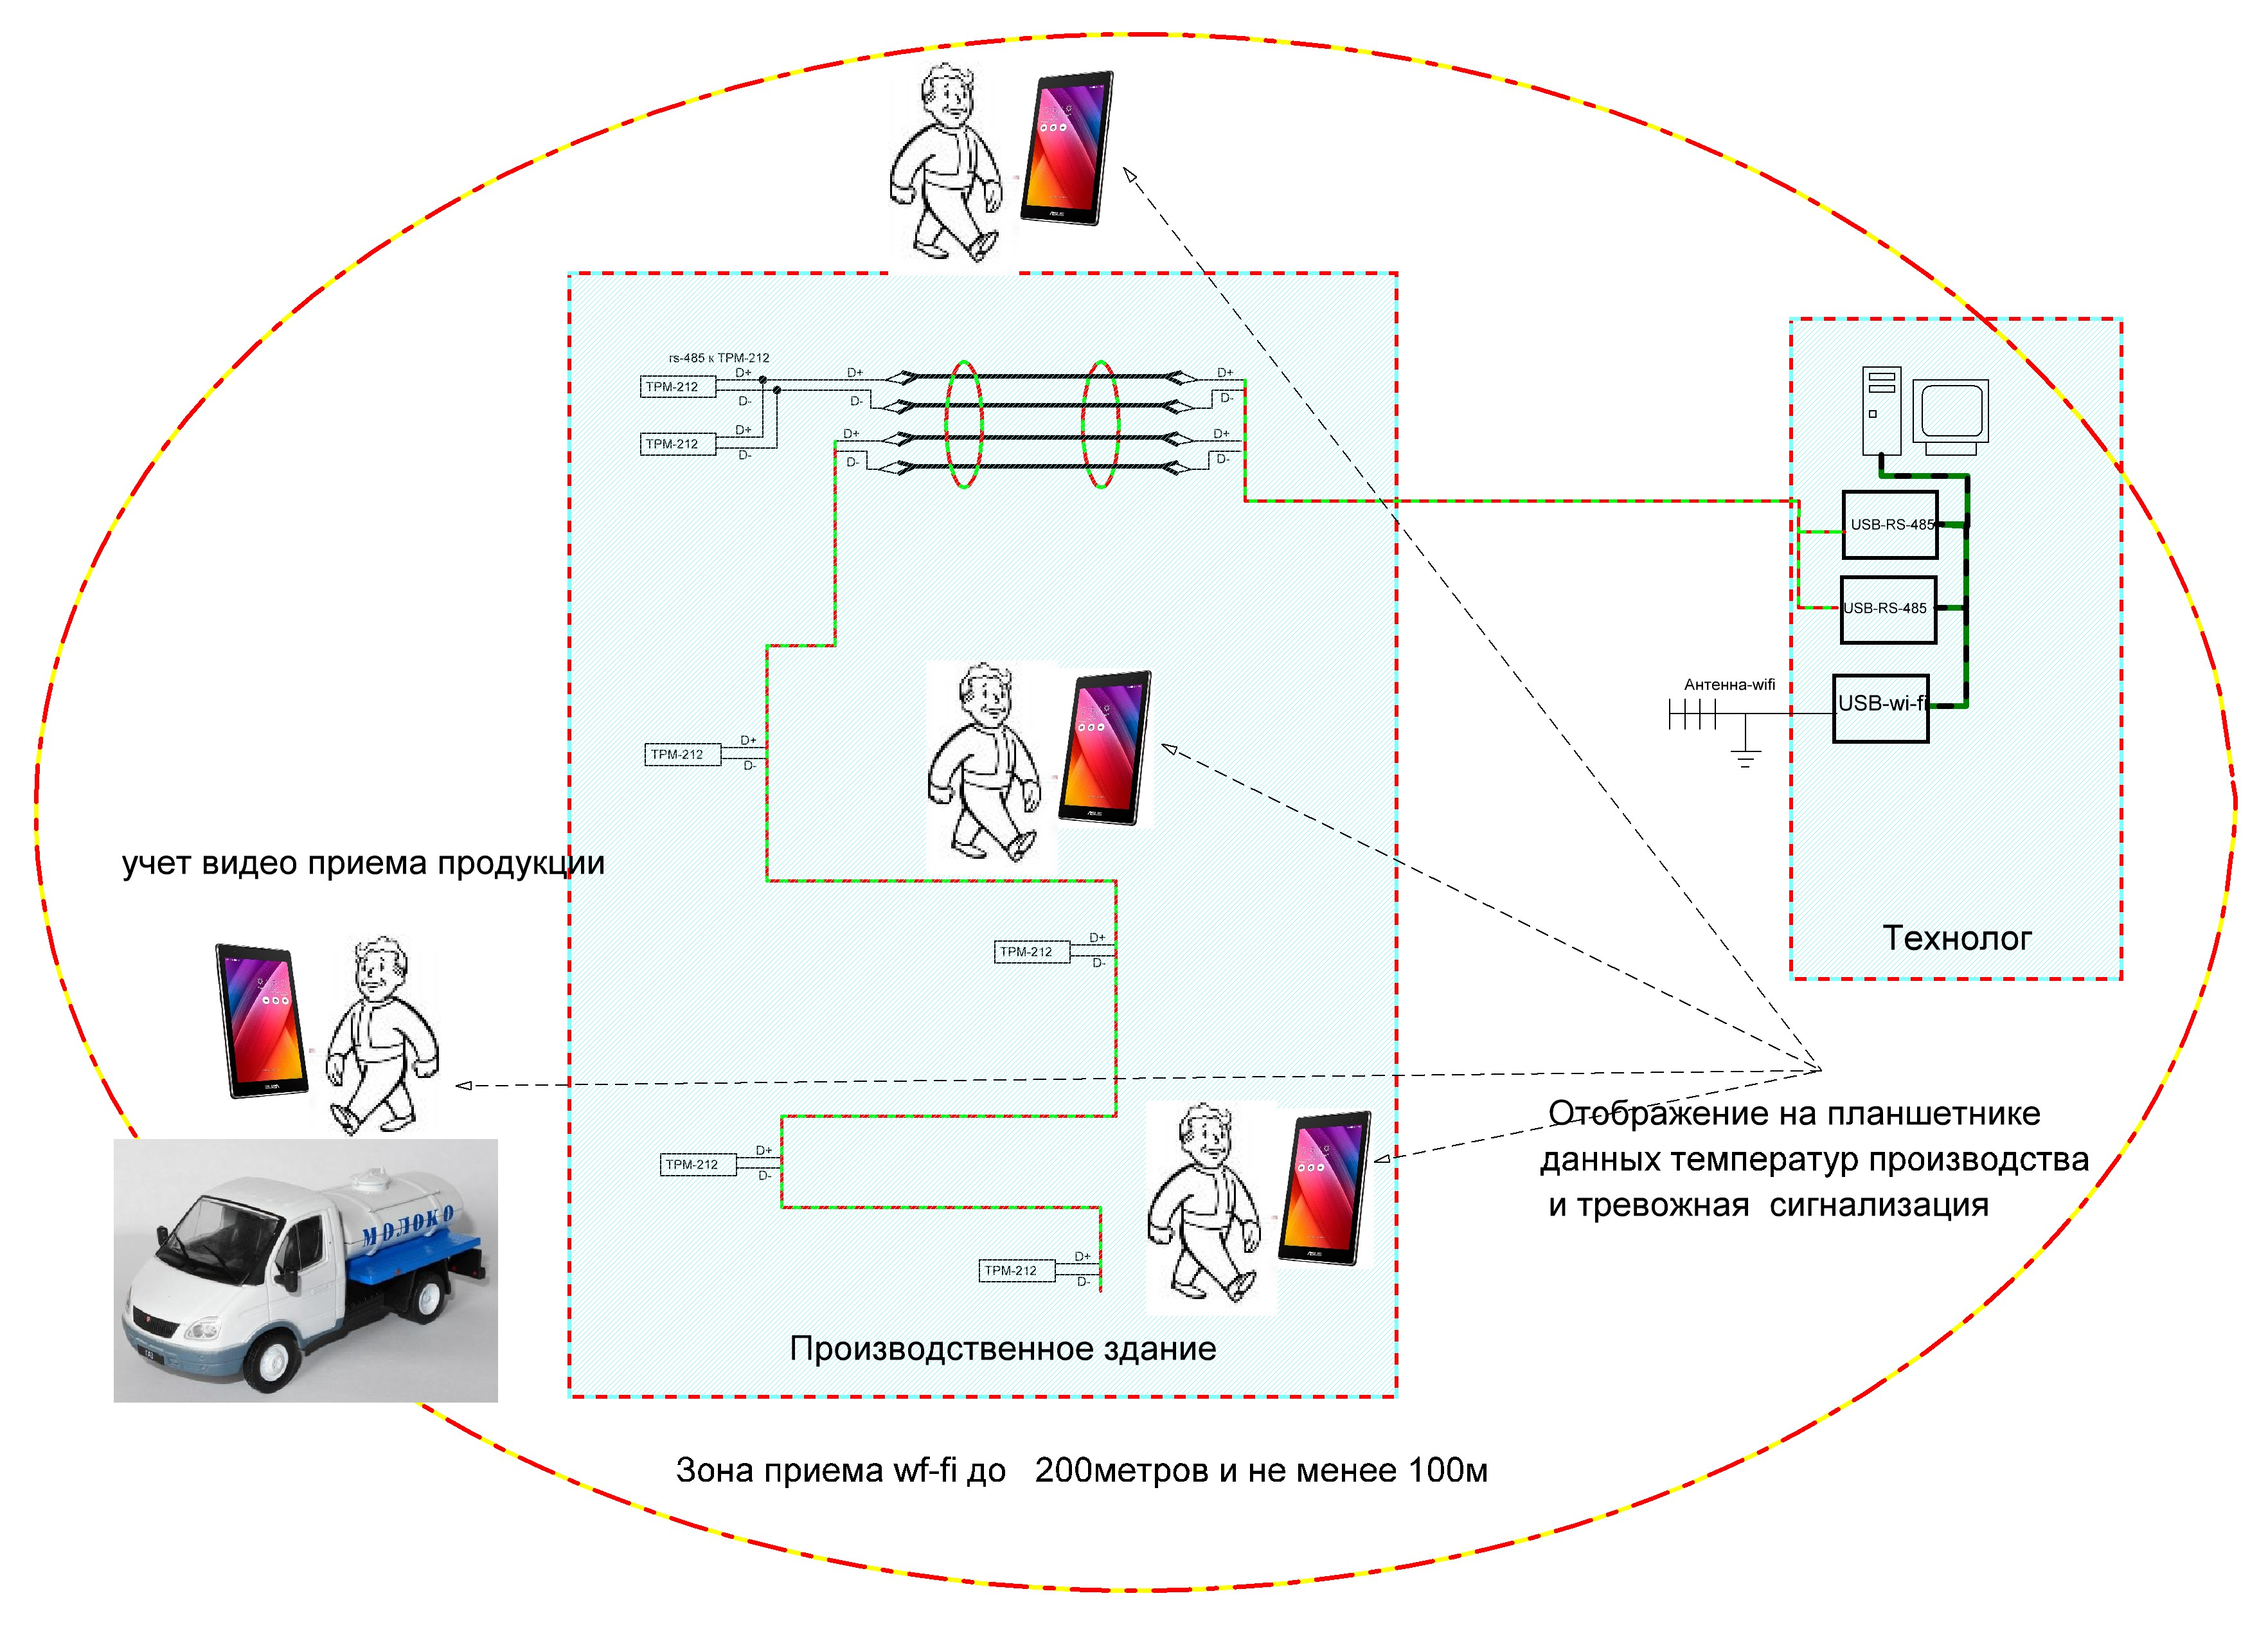 rs-485 к ТРМ-212
ТРМ-212
D+
D-
D+
D-
D+
D-
ТРМ-212
D+
D-
D+
D-
D+
D-
USB-RS-485
USB-RS-485
Антенна-wifi
USB-wi-fi
ТРМ-212
D+
D-
учет видео приема продукции
ТРМ-212
D+
D-
Технолог
Отображение на планшетнике
данных температур производства
и тревожная сигнализация
ТРМ-212
D+
D-
МОЛОКО
ТРМ-212
D+
D-
Производственное здание
Зона приема wf-fi до 200метров и не менее 100м